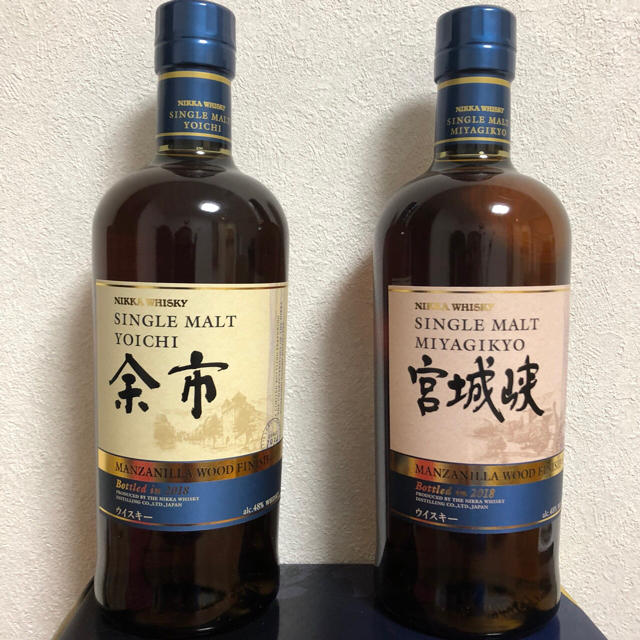 NIKKA WHISKY
SINGLE MALT
YOICHI
NIKKA WHISKY
SINGLE MALT
YOICHI
余市
MANZANILLA WOOD FINISH
Bottled in 2018
PRODUCED BY THE NIKKA WHISKY
DISTILLING CO.,LTD.,JAPAN
alc.48%
ウイスキー
NIKKA WHISKY
SINGLE MALT
MIYAGIKYO
NIKKA WHISKY
SINGLE MALT
MIYAGIKYO
宮城峡
MANZANILLA WOOD FINISH
Bottled in 2018
PRODUCED BY THE NIKKA WHISKY
DISTILLING CO.,LTD.,JAPAN
ウイスキー